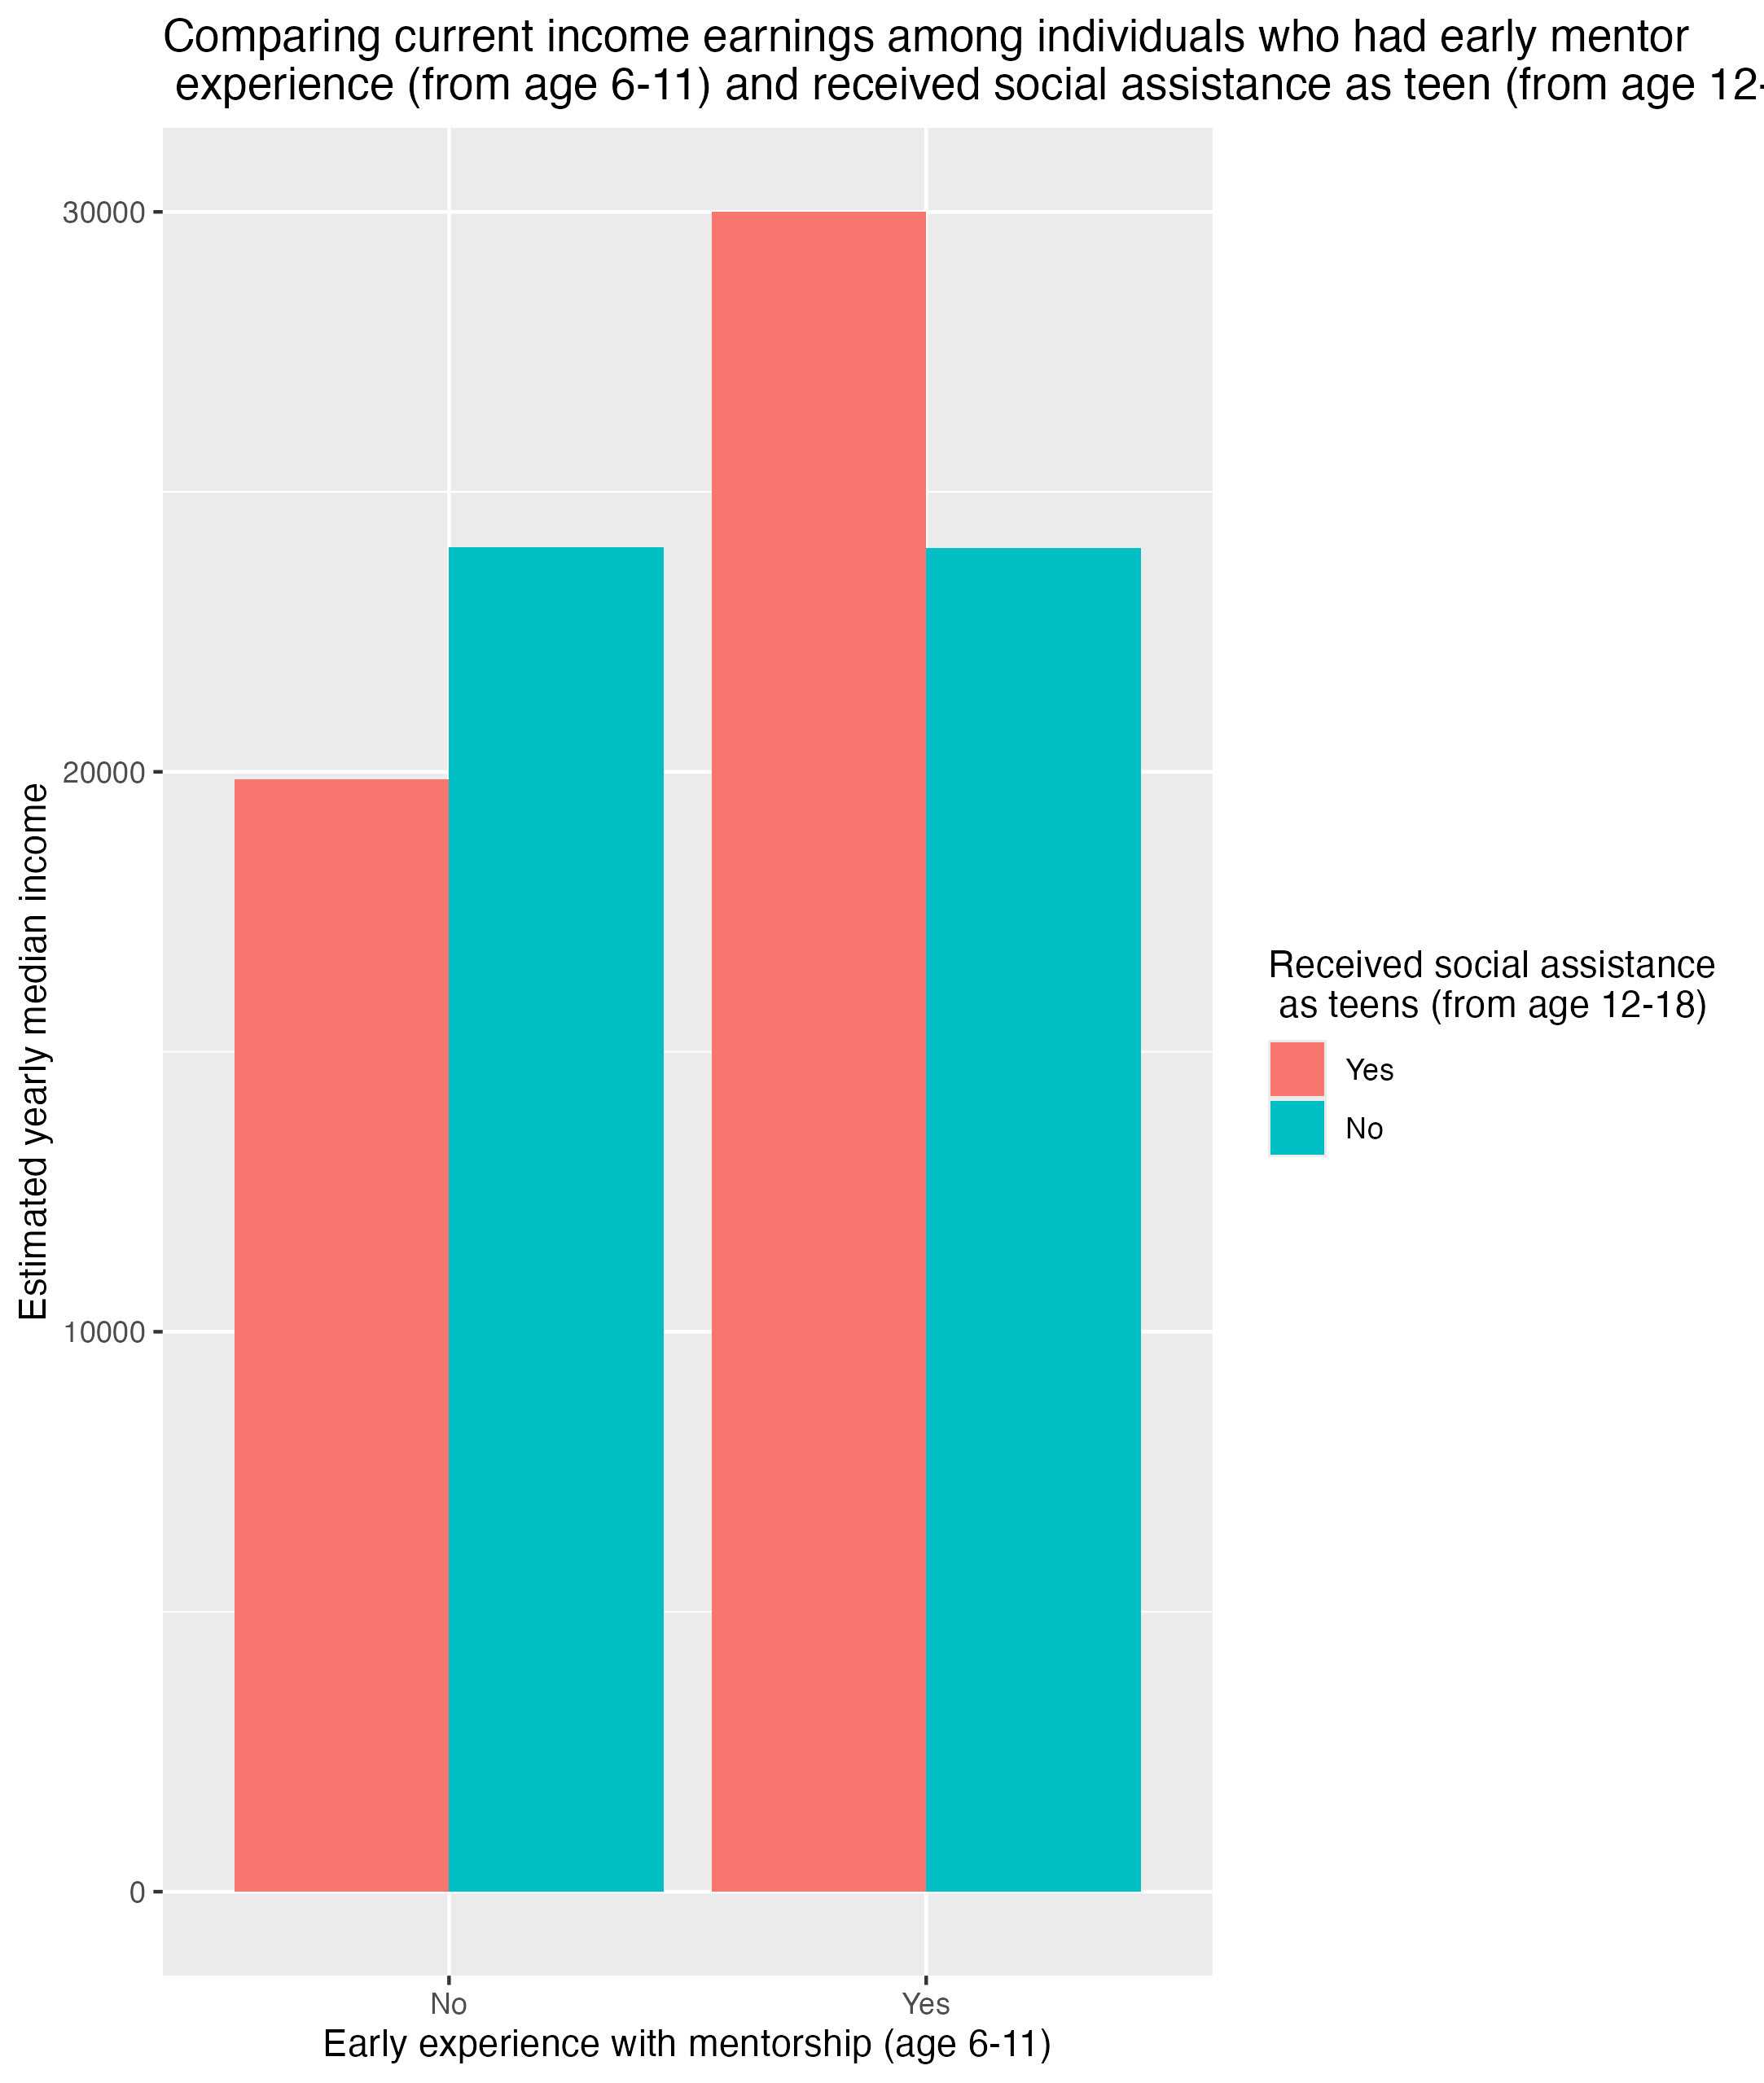 Comparing current income earnings among individuals who had early mentor
experience (from age 6-11) and received social assistance as teen (from age 12-
30000
20000
10000
0
Estimated yearly median income
No
Yes
Early experience with mentorship (age 6-11)
Received social assistance
as teens (from age 12-18)
Yes
No